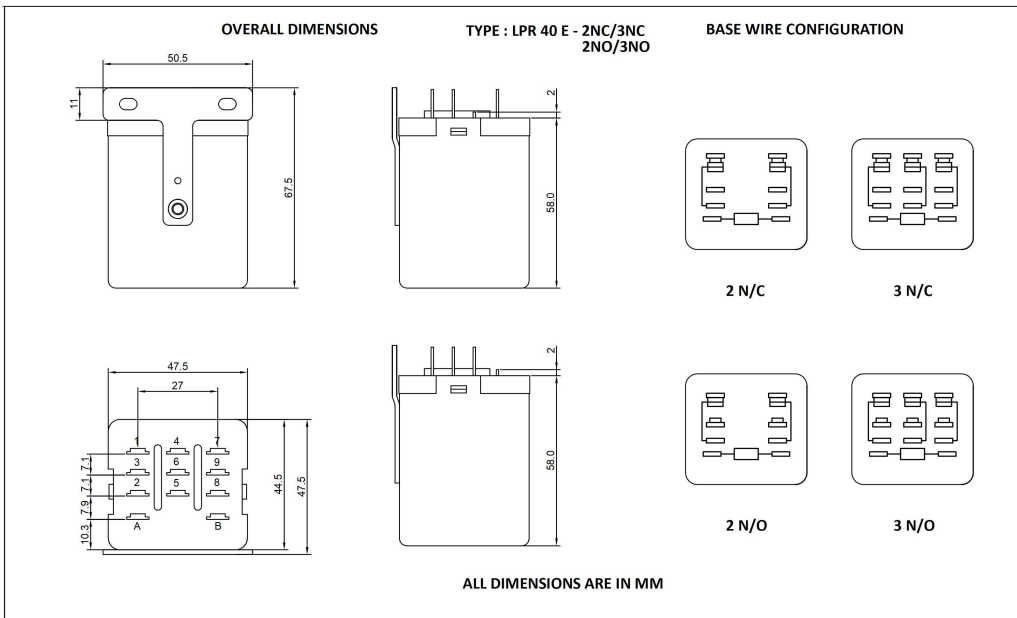 OVERALL DIMENSIONS
TYPE : LPR 40 E - 2NC/3NC
2NO/3NO
BASE WIRE CONFIGURATION
50.5
11
67.5
2
58.0
2 N/C
3 N/C
47.5
27
1 4 7
3 6 9
2 5 8
A B
7.1
7.1
7.9
10.3
44.5
47.5
2
58.0
2 N/O
3 N/O
ALL DIMENSIONS ARE IN MM